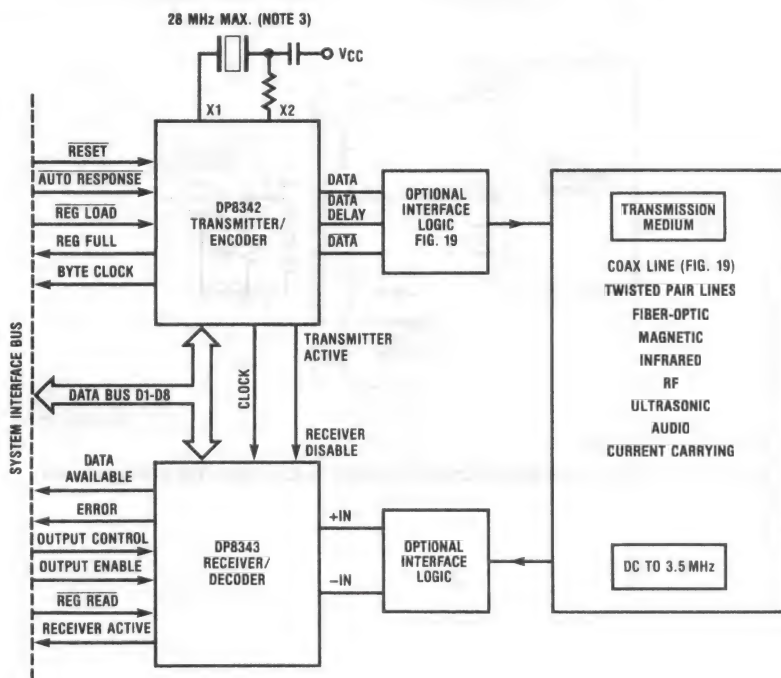 28 MHz MAX. (NOTE 3)
VCC
X1
X2
RESET
AUTO RESPONSE
REG LOAD
REG FULL
BYTE CLOCK
DP8342
TRANSMITTER/
ENCODER
DATA
DATA
DELAY
DATA
OPTIONAL
INTERFACE
LOGIC
FIG. 19
TRANSMISSION
MEDIUM
COAX LINE (FIG. 19)
TWISTED PAIR LINES
FIBER-OPTIC
MAGNETIC
INFRARED
RF
ULTRASONIC
AUDIO
CURRENT CARRYING
DC TO 3.5 MHz
SYSTEM INTERFACE BUS
DATA BUS D1-D8
CLOCK
TRANSMITTER
ACTIVE
RECEIVER
DISABLE
DATA
AVAILABLE
ERROR
OUTPUT CONTROL
OUTPUT ENABLE
REG READ
RECEIVER ACTIVE
DP8343
RECEIVER/
DECODER
+IN
−IN
OPTIONAL
INTERFACE
LOGIC